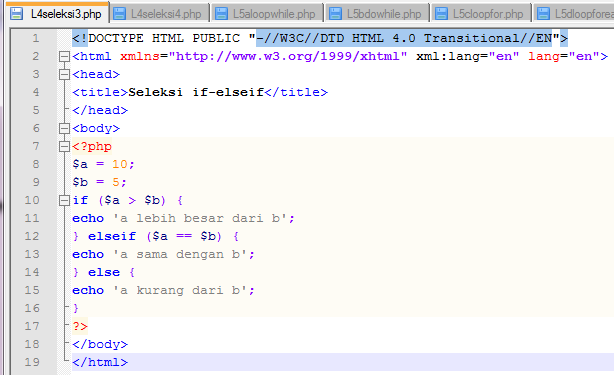 L4seleksi3.php L4seleksi4.php L5aloopwhile.php L5bdowhile.php L5cloopfor.php L5dloopforea
1 <!DOCTYPE HTML PUBLIC "-//W3C//DTD HTML 4.0 Transitional//EN">
2 <html xmlns="http://www.w3.org/1999/xhtml" xml:lang="en" lang="en">
3 <head>
4 <title>Seleksi if-elseif</title>
5 </head>
6 <body>
7 <?php
8 $a = 10;
9 $b = 5;
10 if ($a > $b) {
11 echo 'a lebih besar dari b';
12 } elseif ($a == $b) {
13 echo 'a sama dengan b';
14 } else {
15 echo 'a kurang dari b';
16 }
17 ?>
18 </body>
19 </html>